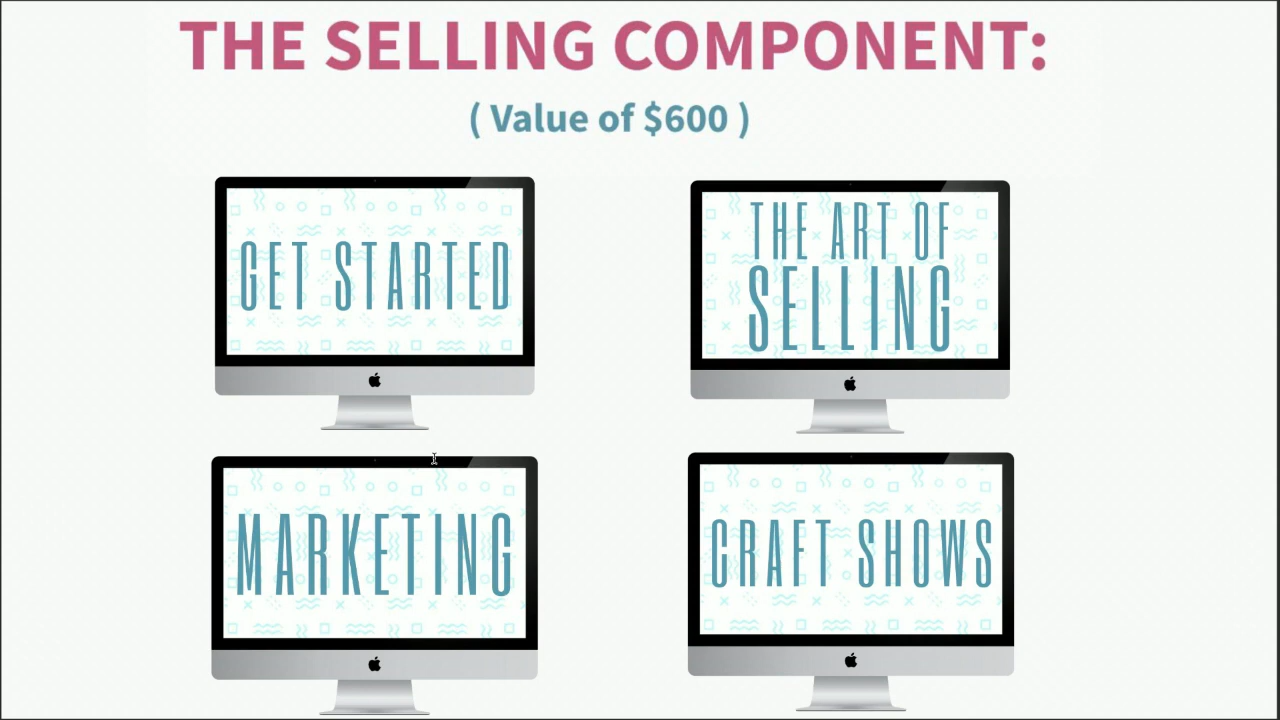 THE SELLING COMPONENT:
( Value of $600 )
GET STARTED
THE ART OF
SELLING
MARKETING
CRAFT SHOWS